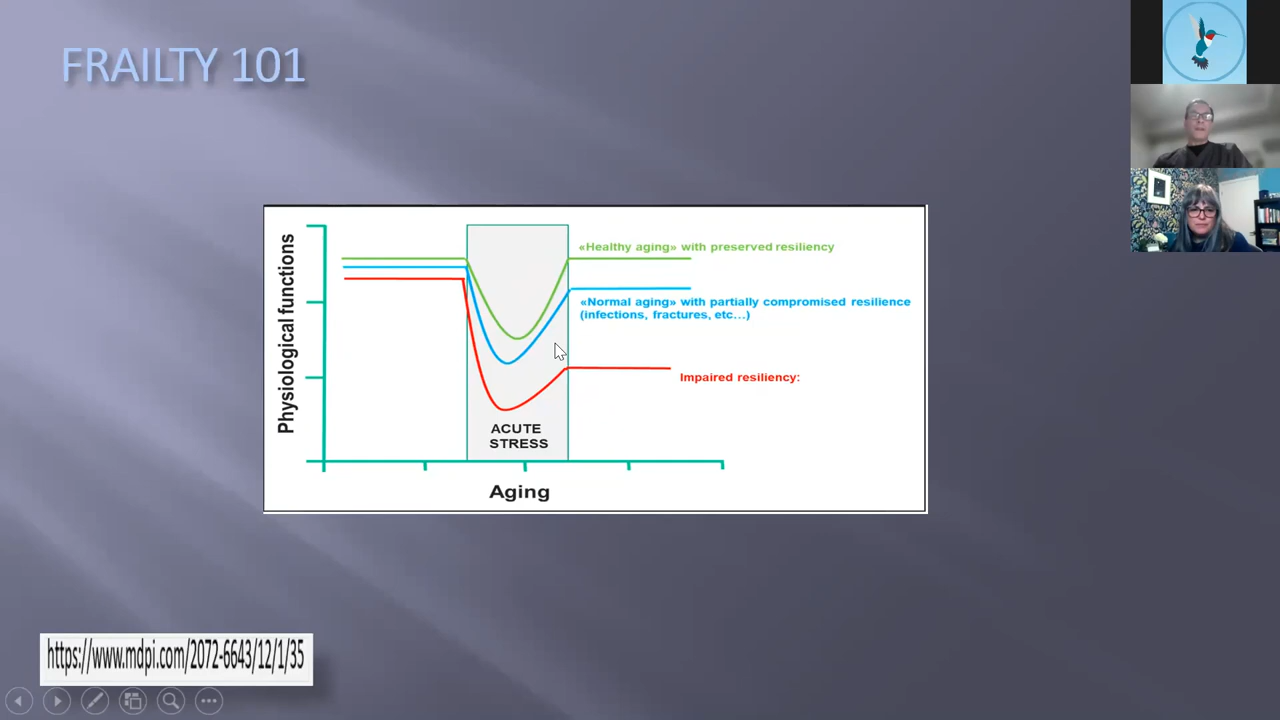 FRAILTY 101
Physiological functions
«Healthy aging» with preserved resiliency
«Normal aging» with partially compromised resilience
(infections, fractures, etc...)
Impaired resiliency:
ACUTE
STRESS
Aging
https://www.mdpi.com/2072-6643/12/1/35